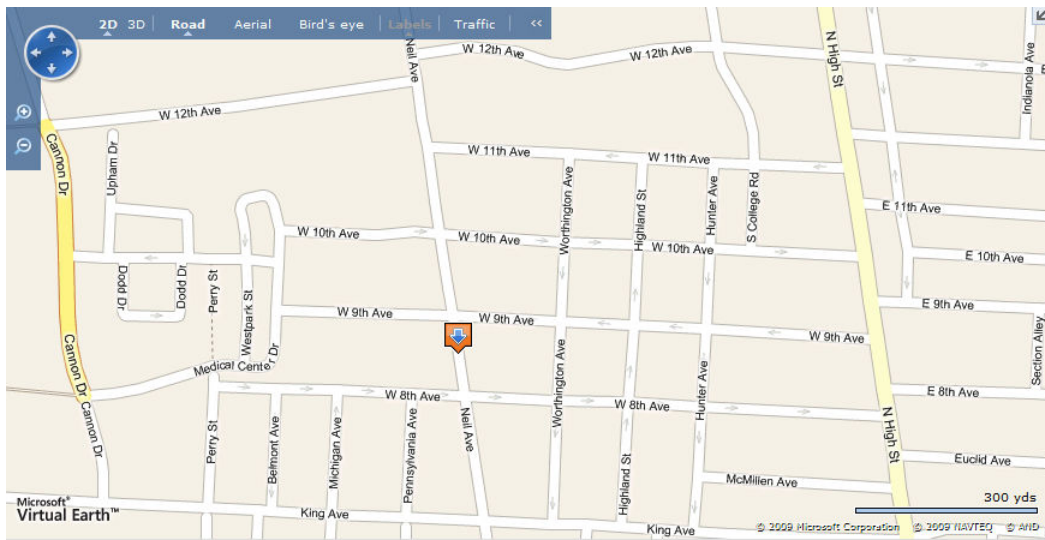 2D 3D Road Aerial Bird's eye Labels Traffic <<
W 12th Ave
W 12th Ave
Neil Ave
N High St
Indiana Ave
W 12th Ave
Cannon Dr
Upham Dr
W 11th Ave
W 11th Ave
Worthington Ave
Highland St
Hunter Ave
S College Rd
E 11th Ave
W 10th Ave
W 10th Ave
W 10th Ave
E 10th Ave
Dodd Dr
Dodd Dr
Perry St
Westpark St
W 9th Ave
W 9th Ave
W 9th Ave
E 9th Ave
Section Alley
Cannon Dr
Medical Center Dr
Worthington Ave
Hunter Ave
E 8th Ave
W 8th Ave
W 8th Ave
Cannon Dr
Perry St
Belmont Ave
Michigan Ave
Pennsylvania Ave
Neil Ave
Highland St
N High St
Euclid Ave
McMillen Ave
300 yds
Microsoft®
Virtual Earth™
King Ave
King Ave
© 2009 Microsoft Corporation © 2009 NAVTEQ © AND